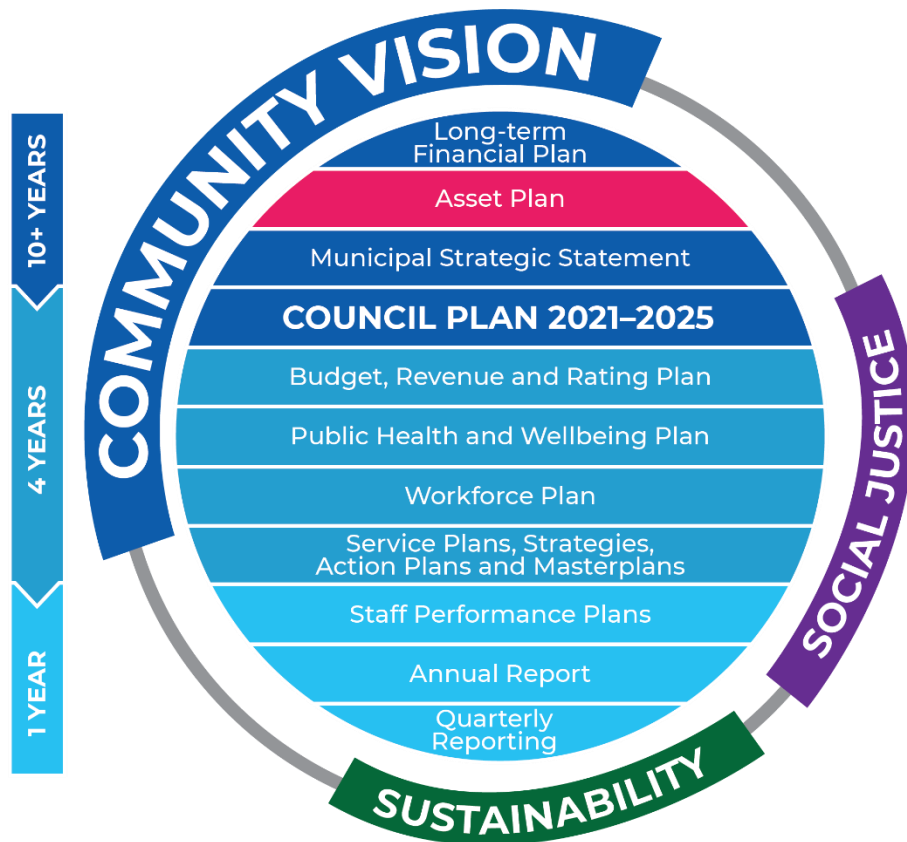 COMMUNITY VISION
10+ YEARS
4 YEARS
1 YEAR
Long-term
Financial Plan
Asset Plan
Municipal Strategic Statement
COUNCIL PLAN 2021–2025
Budget, Revenue and Rating Plan
Public Health and Wellbeing Plan
Workforce Plan
Service Plans, Strategies,
Action Plans and Masterplans
Staff Performance Plans
Annual Report
Quarterly
Reporting
SOCIAL JUSTICE
SUSTAINABILITY